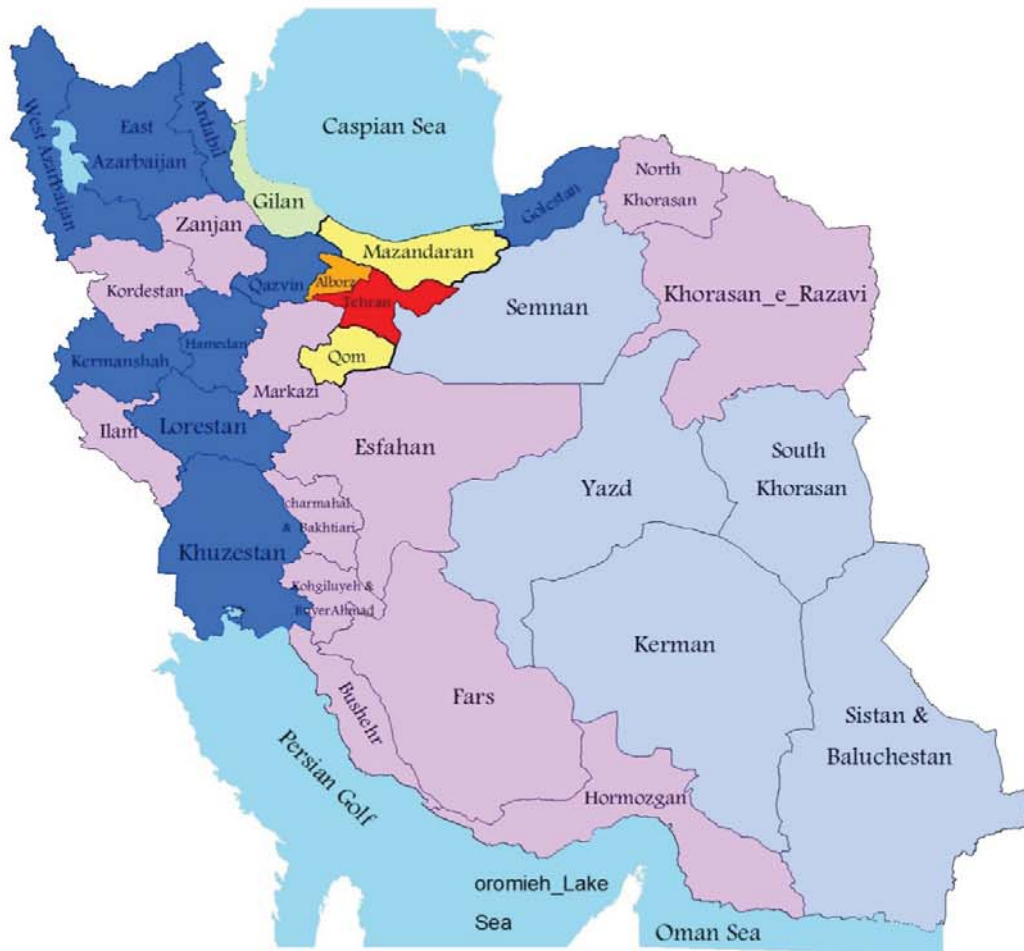 Caspian Sea
West Azarbaijan
East
Azarbaijan
Ardabil
Gilan
Golestan
North
Khorasan
Zanjan
Mazandaran
Kordestan
Qazvin
Alborz
Tehran
Semnan
Khorasan_e_Razavi
Kermanshah
Hamedan
Qom
Markazi
Ilam
Lorestan
Esfahan
Yazd
South
Khorasan
charmahal
& Bakhtiari
Khuzestan
Kohgiluyeh &
BuyerAhmad
Kerman
Fars
Bushehr
Sistan &
Baluchestan
Persian Golf
Hormozgan
oromieh_Lake
Sea
Oman Sea